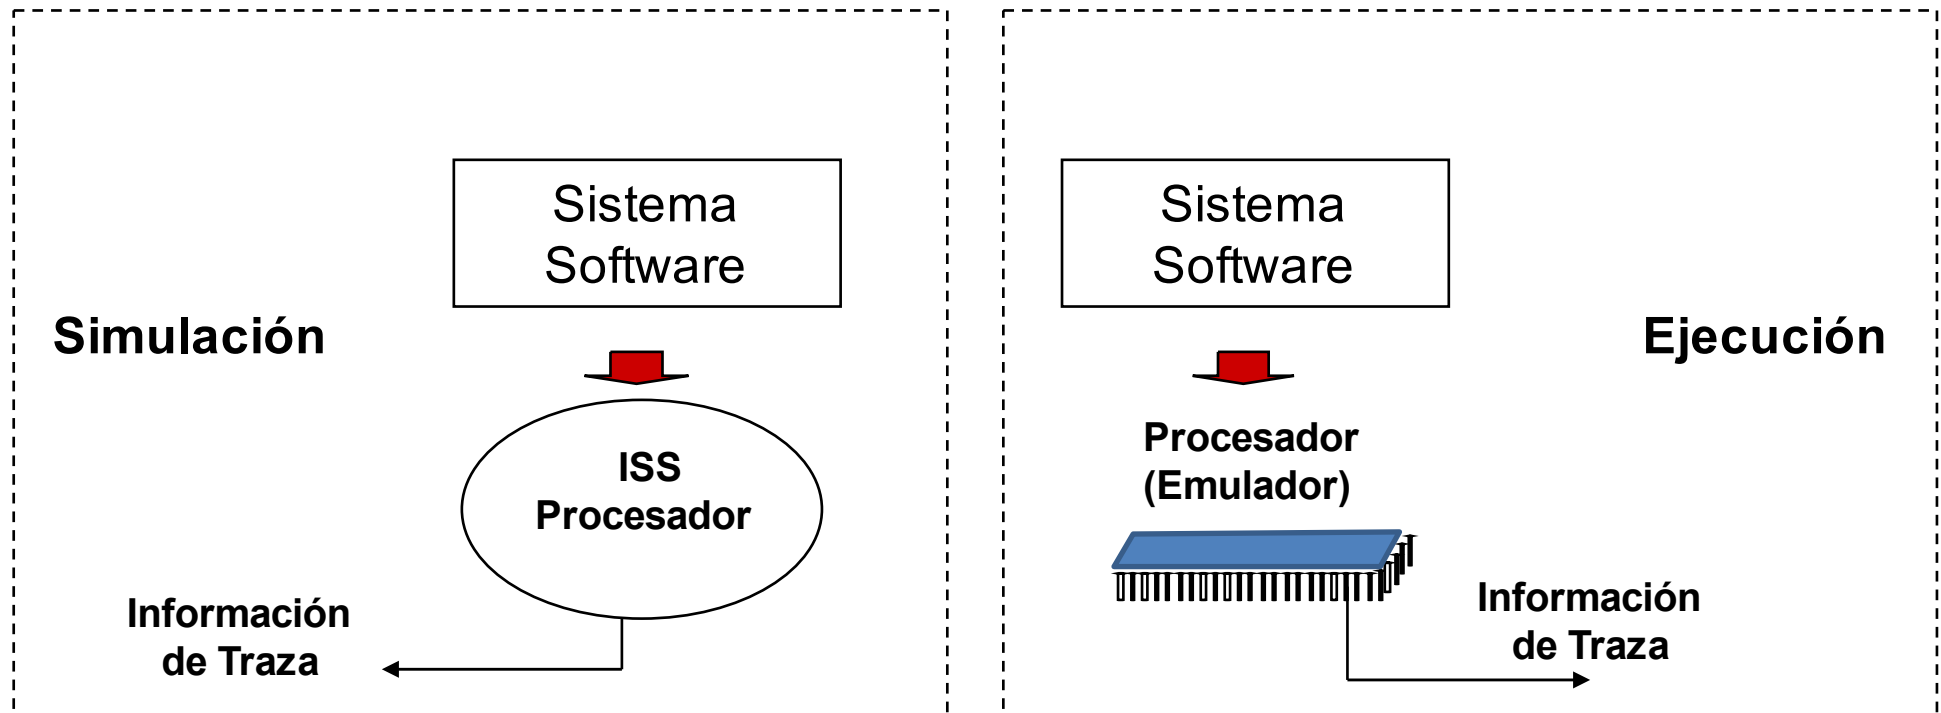 Simulación
Sistema
Software
ISS
Procesador
Información
de Traza
Sistema
Software
Ejecución
Procesador
(Emulador)
Información
de Traza